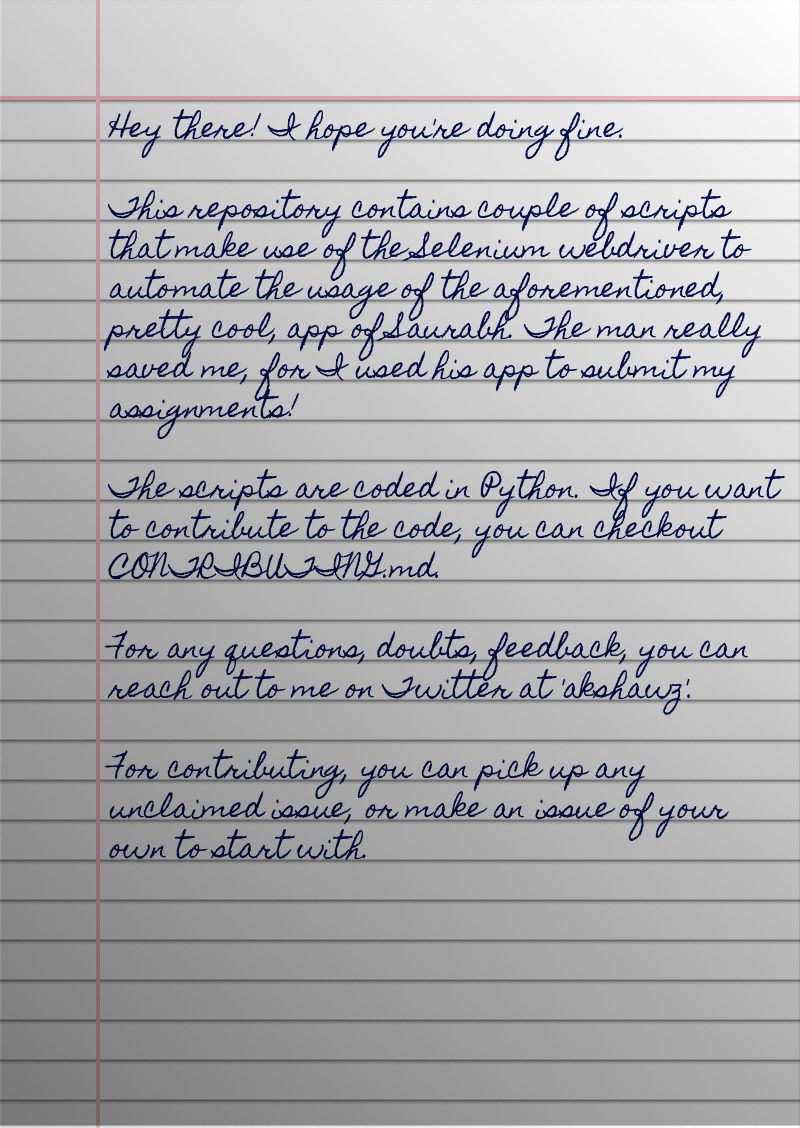 Hey there! I hope you're doing fine.
This repository contains couple of scripts
that make use of the Selenium webdriver to
automate the usage of the aforementioned,
pretty cool, app of Saurabh. The man really
saved me, for I used his app to submit my
assignments!
The scripts are coded in Python. If you want
to contribute to the code, you can checkout
CONTRIBUTING.md.
For any questions, doubts, feedback, you can
reach out to me on Twitter at 'akshauz'.
For contributing, you can pick up any
unclaimed issue, or make an issue of your
own to start with.